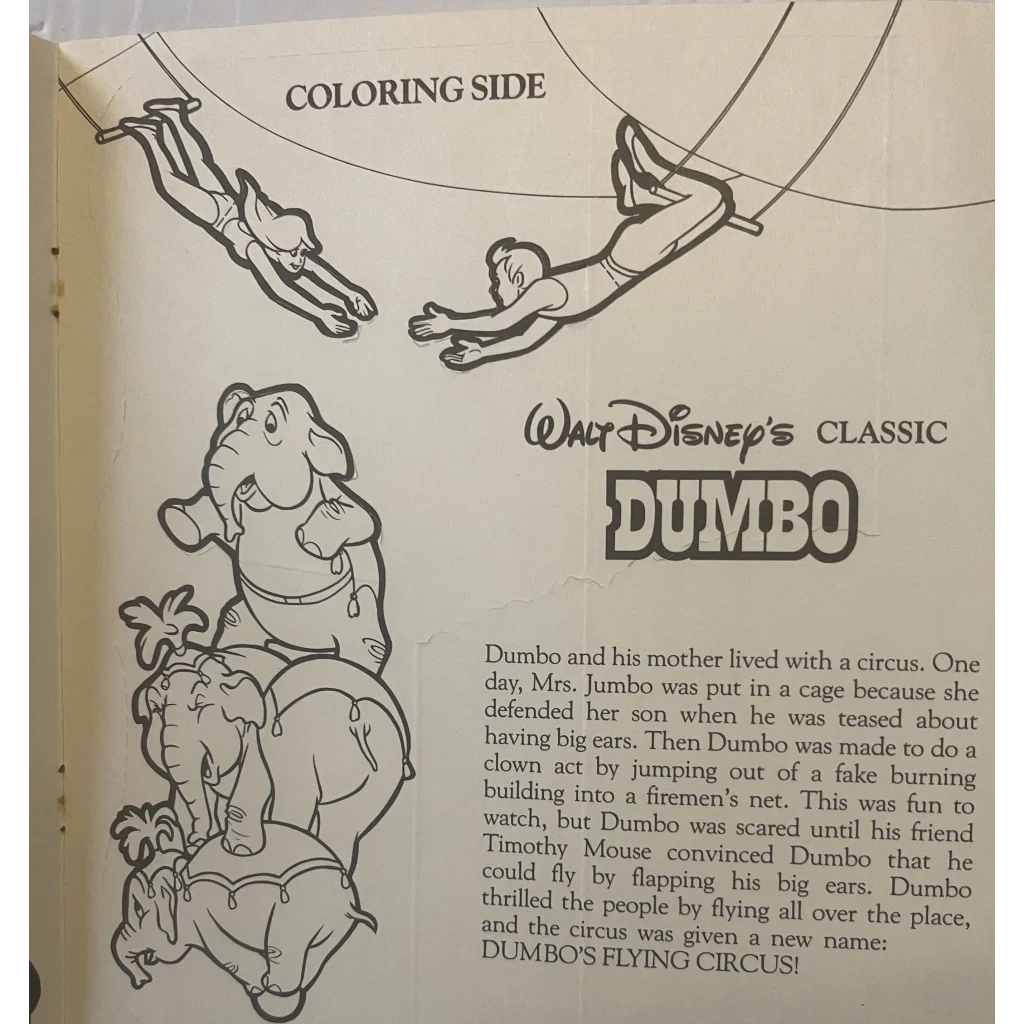 COLORING SIDE
WALT DISNEY'S CLASSIC
DUMBO
Dumbo and his mother lived with a circus. One
day, Mrs. Jumbo was put in a cage because she
defended her son when he was teased about
having big ears. Then Dumbo was made to do a
clown act by jumping out of a fake burning
building into a firemen's net. This was fun to
watch, but Dumbo was scared until his friend
Timothy Mouse convinced Dumbo that he
could fly by flapping his big ears. Dumbo
thrilled the people by flying all over the place,
and the circus was given a new name:
DUMBO'S FLYING CIRCUS!